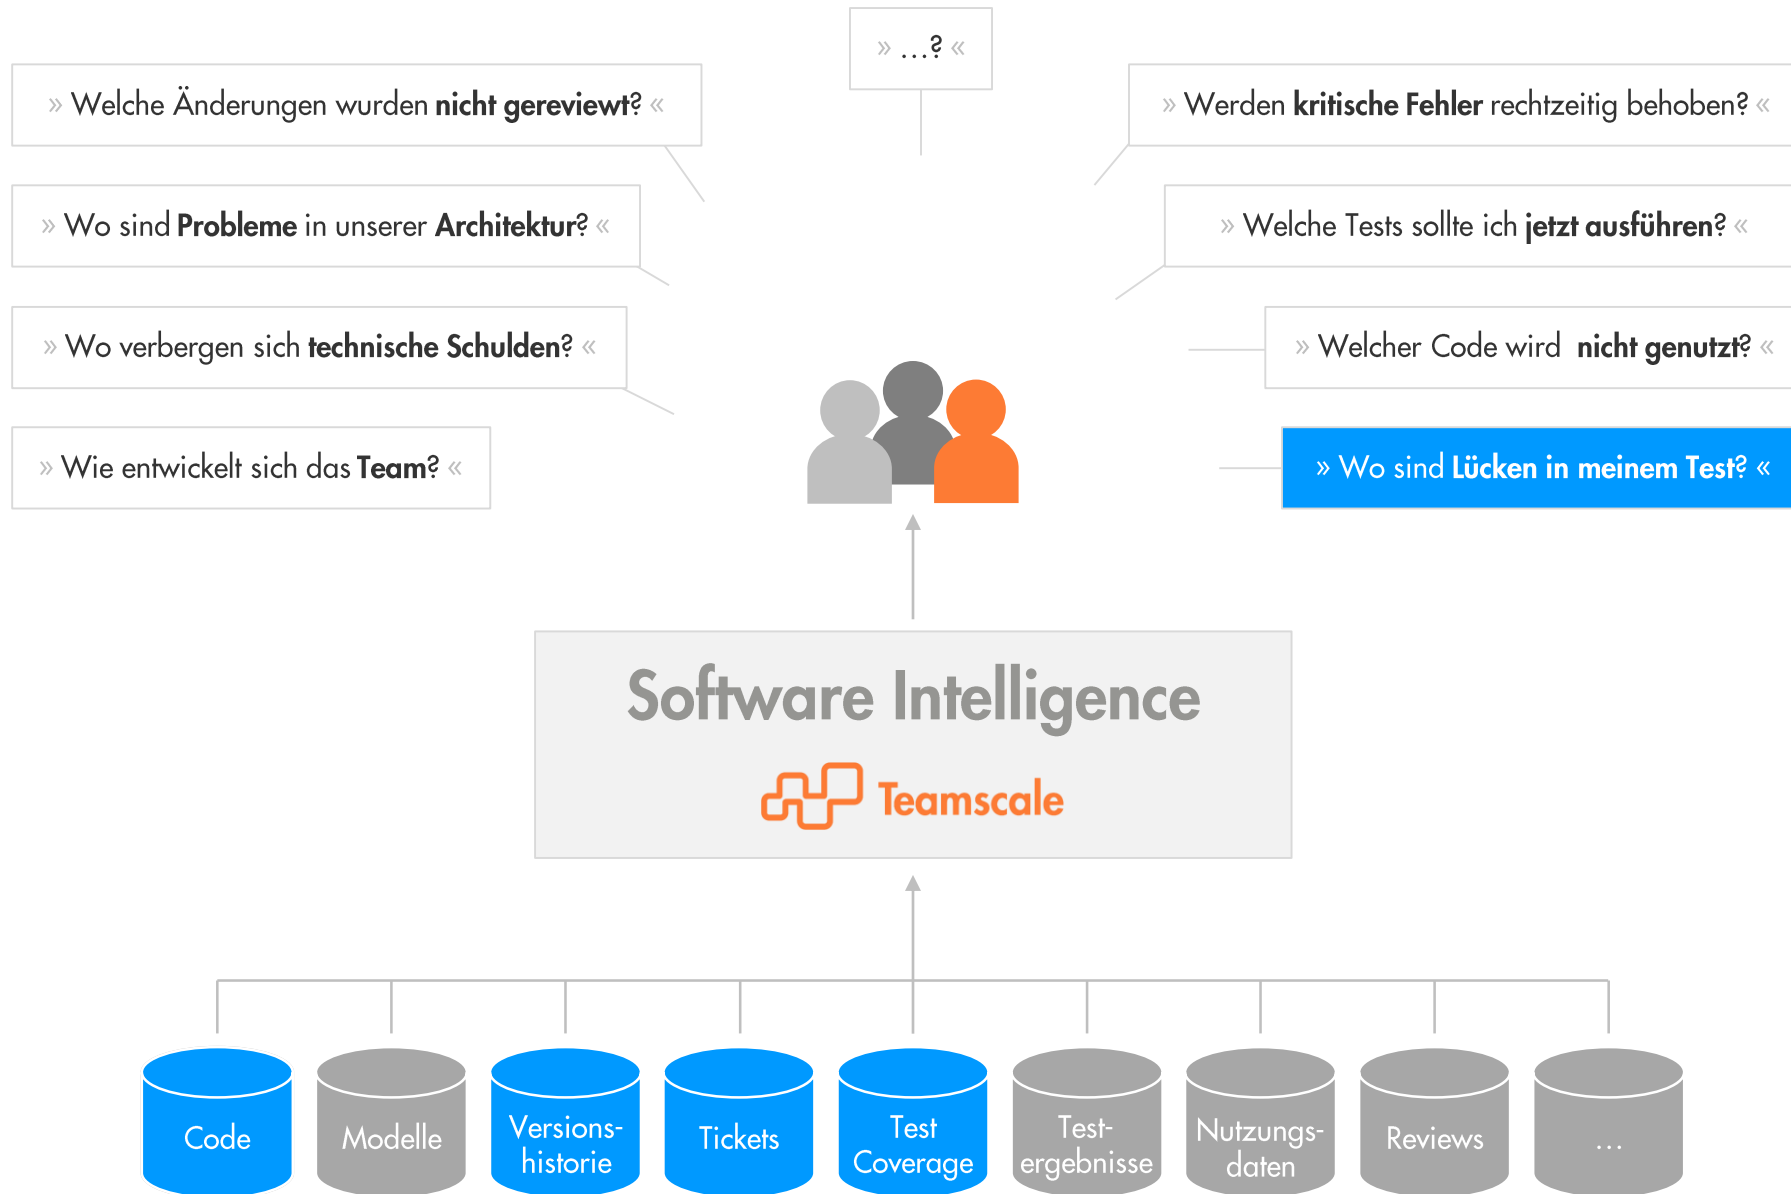 » …? «
» Welche Änderungen wurden nicht gereviewt? «
» Werden kritische Fehler rechtzeitig behoben? «
» Wo sind Probleme in unserer Architektur? «
» Welche Tests sollte ich jetzt ausführen? «
» Wo verbergen sich technische Schulden? «
» Welcher Code wird nicht genutzt? «
» Wie entwickelt sich das Team? «
» Wo sind Lücken in meinem Test? «
Software Intelligence
Teamscale
Code
Modelle
Versions-
historie
Tickets
Test
Coverage
Test-
ergebnisse
Nutzungs-
daten
Reviews
…